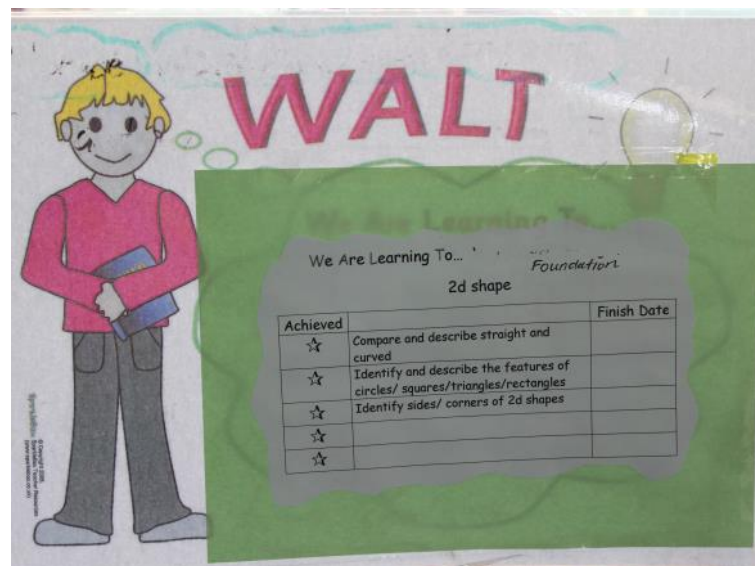 WALT
We Are Learning To...
We Are Learning To...
Foundation
2d shape
Achieved
Finish Date
Compare and describe straight and
curved
Identify and describe the features of
circles/ squares/triangles/rectangles
Identify sides/ corners of 2d shapes